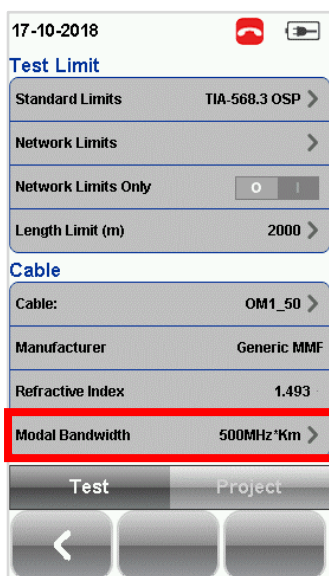 17-10-2018
Test Limit
Standard Limits TIA-568.3 OSP
Network Limits
Network Limits Only O I
Length Limit (m) 2000
Cable
Cable: OM1_50
Manufacturer Generic MMF
Refractive Index 1.493
Modal Bandwidth 500MHz*Km
Test Project